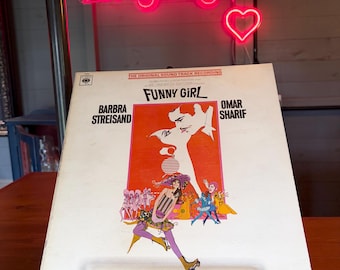 THE ORIGINAL SOUND TRACK RECORDING
FUNNY GIRL
BARBRA
STREISAND
OMAR
SHARIF